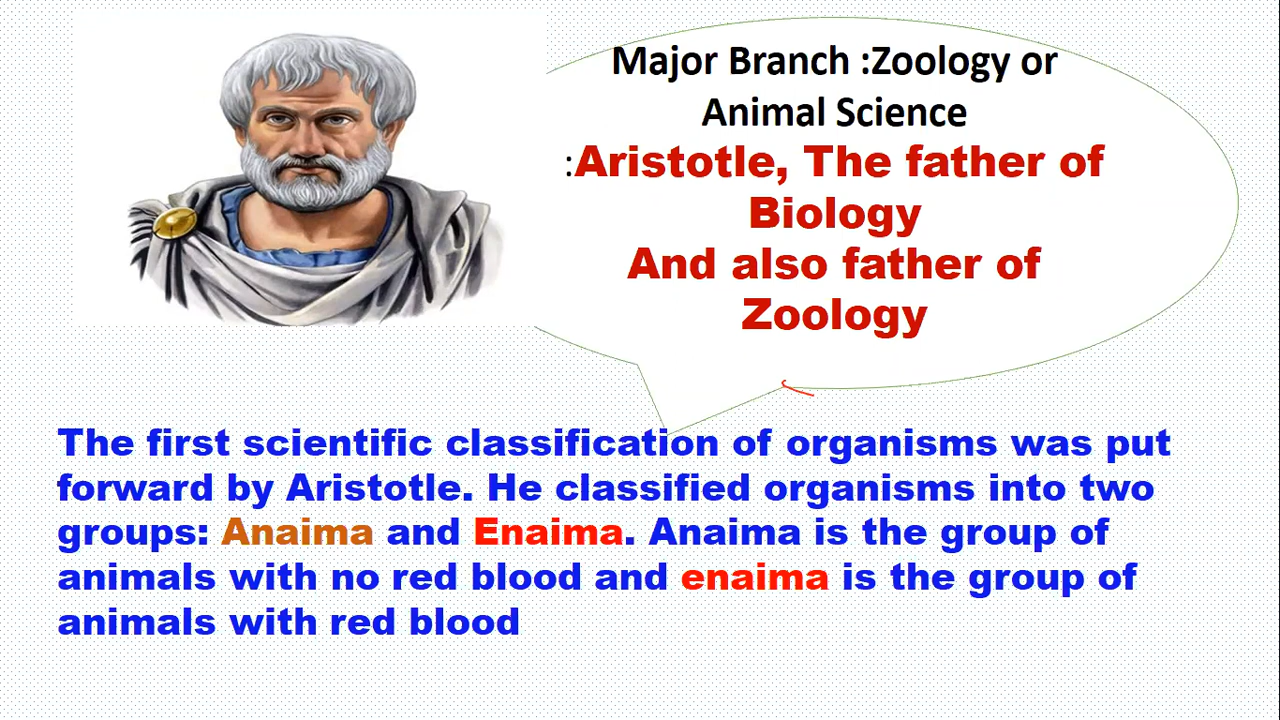 Major Branch :Zoology or
Animal Science
:Aristotle, The father of
Biology
And also father of
Zoology
The first scientific classification of organisms was put
forward by Aristotle. He classified organisms into two
groups: Anaima and Enaima. Anaima is the group of
animals with no red blood and enaima is the group of
animals with red blood